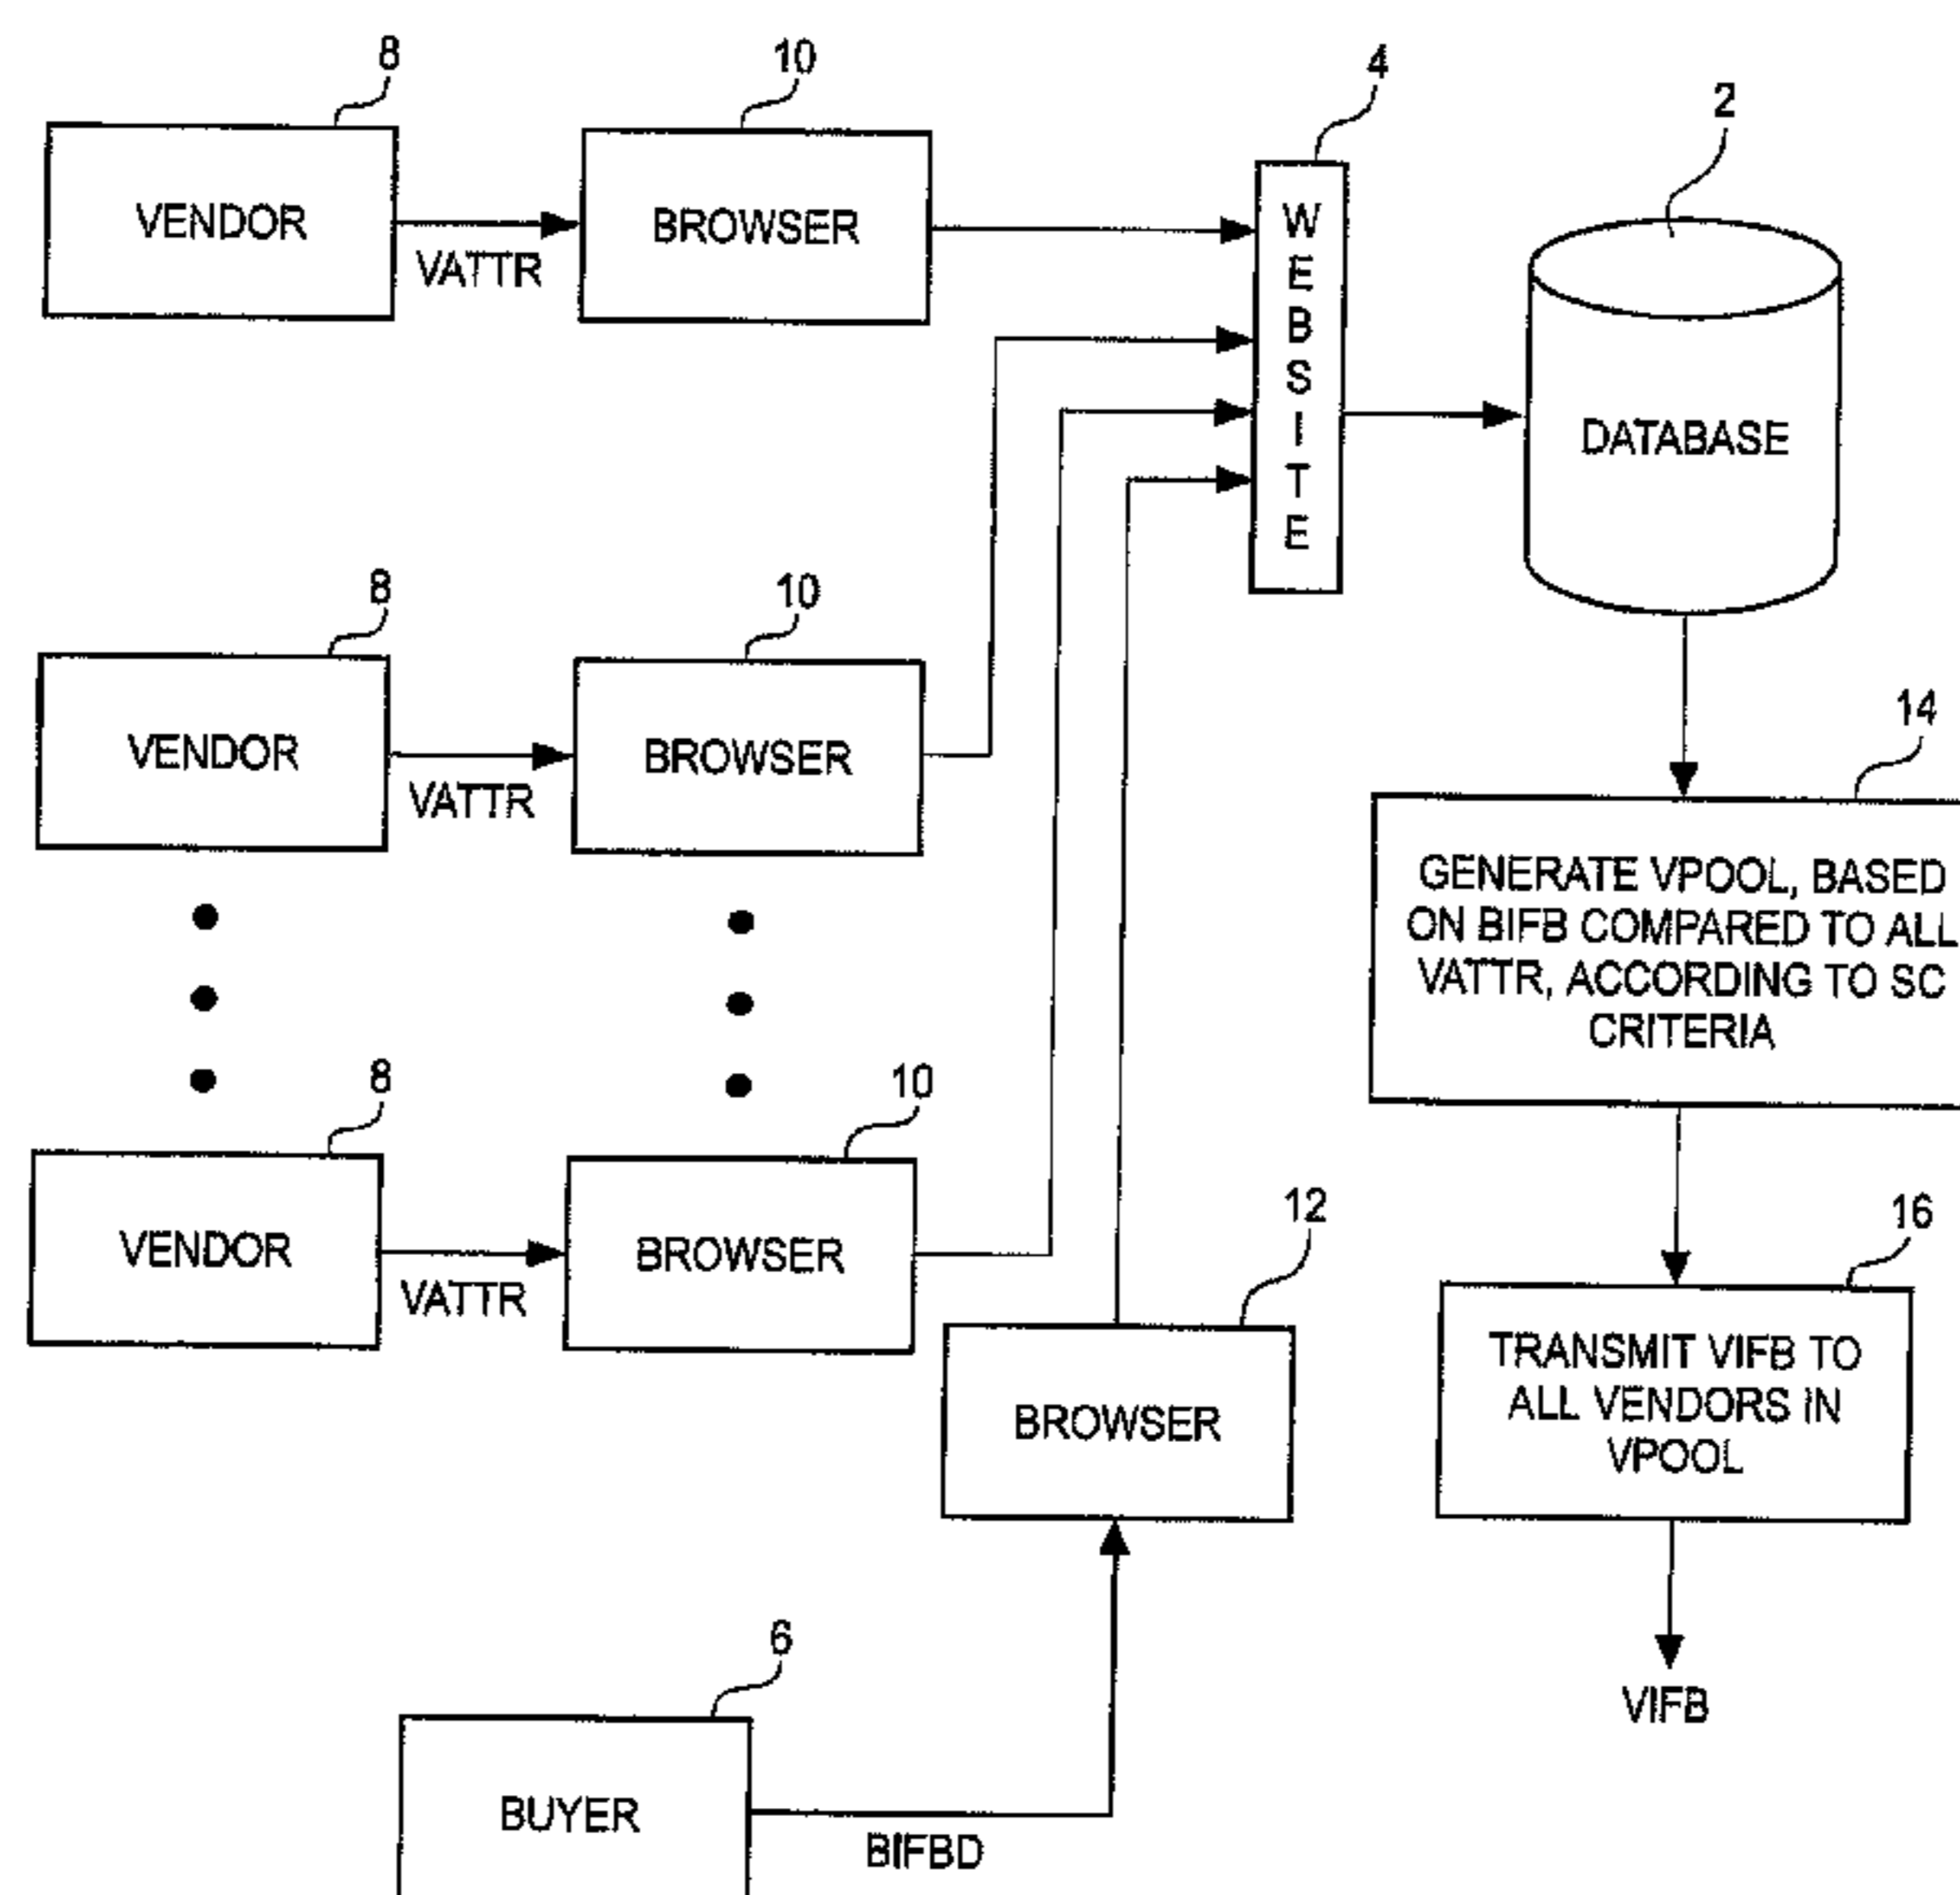 8
10
4
2
VENDOR
VATTR
BROWSER
WEBSITE
DATABASE
8
10
VENDOR
VATTR
BROWSER
14
GENERATE VPOOL, BASED
ON BIFB COMPARED TO ALL
VATTR, ACCORDING TO SC
CRITERIA
8
10
VENDOR
VATTR
BROWSER
12
BROWSER
16
TRANSMIT VIFB TO
ALL VENDORS IN
VPOOL
VIFB
6
BUYER
BIFBD